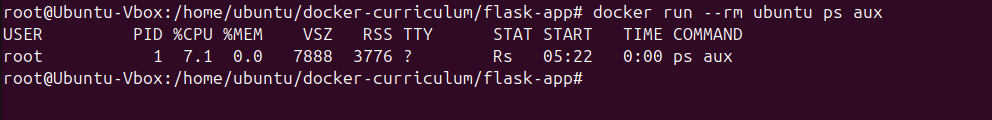 root@Ubuntu-Vbox:/home/ubuntu/docker-curriculum/flask-app# docker run --rm ubuntu ps aux
USER         PID %CPU %MEM    VSZ   RSS TTY      STAT START   TIME COMMAND
root           1  7.1  0.0   7888  3776 ?        Rs   05:22   0:00 ps aux
root@Ubuntu-Vbox:/home/ubuntu/docker-curriculum/flask-app#